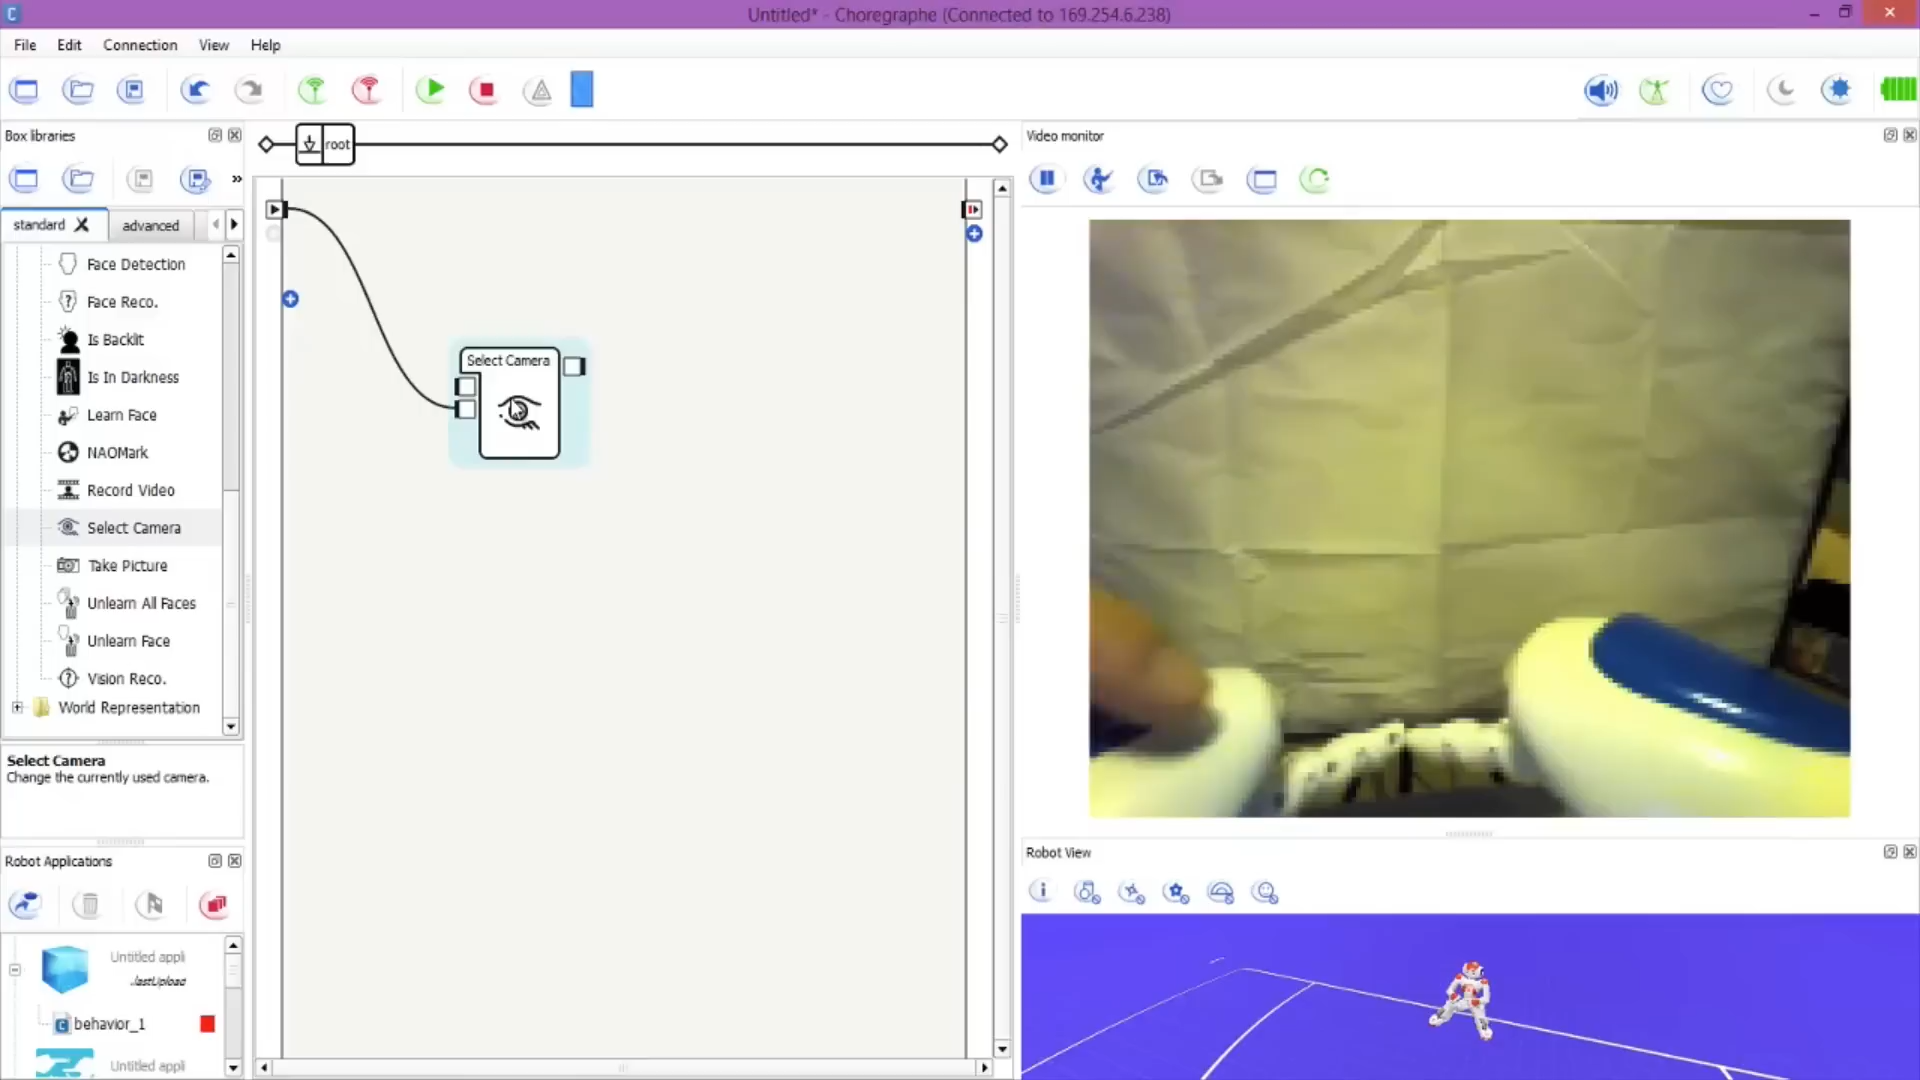 Untitled* - Choregraphe (Connected to 169.254.6.238)
File Edit Connection View Help
Box libraries
root
Video monitor
»
standard advanced
Face Detection
Face Reco.
Is Backlit
Is In Darkness
Learn Face
NAOMark
Record Video
Select Camera
Take Picture
Unlearn All Faces
Unlearn Face
Vision Reco.
World Representation
Select Camera
Select Camera
Change the currently used camera.
Robot Applications
Robot View
Untitled appli
./lastUpload
behavior_1
Untitled appli